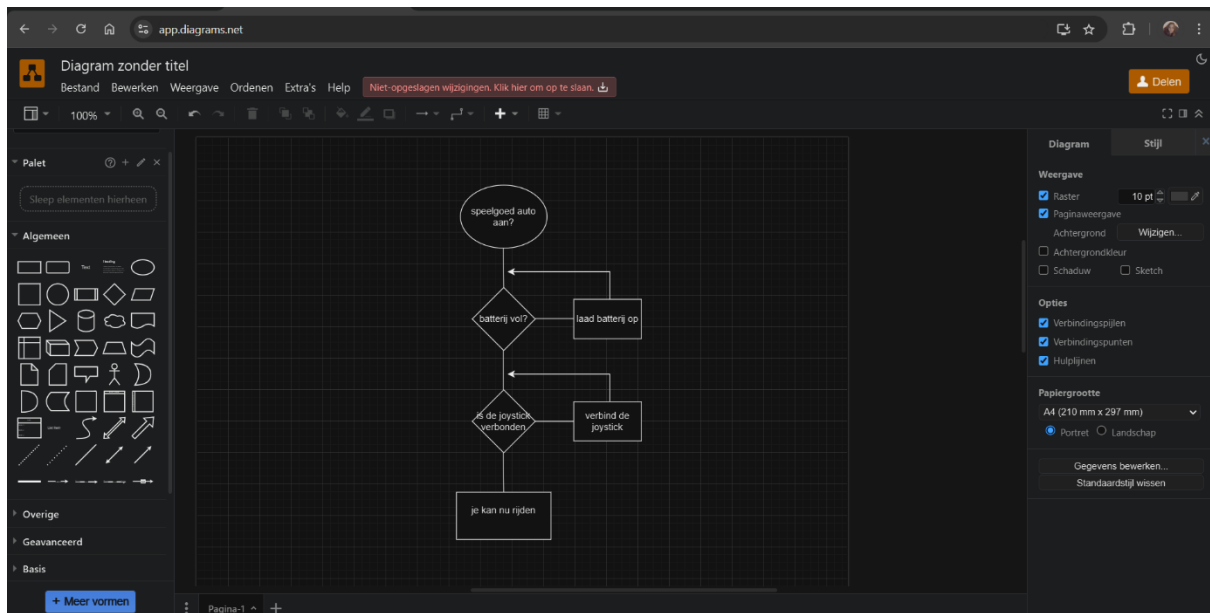 app.diagrams.net
Diagram zonder titel
Bestand Bewerken Weergave Ordenen Extra's Help Niet-opgeslagen wijzigingen. Klik hier om op te slaan.
Delen
100%
Palet
Sleep elementen hierheen
Algemeen
Text
Heading
Overige
Geavanceerd
Basis
+ Meer vormen
speelgoed auto
aan?
batterij vol?
laad batterij op
is de joystick
verbonden
verbind de
joystick
je kan nu rijden
Pagina-1
Diagram Stijl
Weergave
Raster 10 pt
Paginaweergave
Achtergrond Wijzigen...
Achtergrondkleur
Schaduw Sketch
Opties
Verbindingspijlen
Verbindingspunten
Hulplijnen
Papiergrootte
A4 (210 mm x 297 mm)
Portret Landschap
Gegevens bewerken...
Standaardstijl wissen